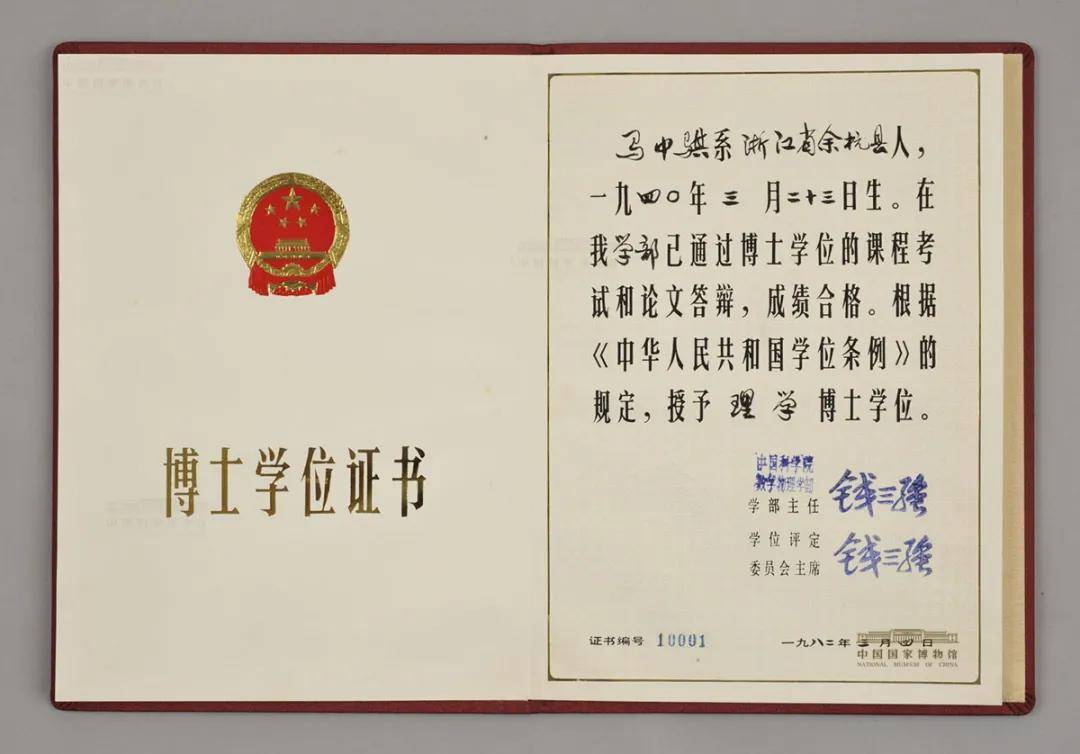 博士学位证书
马中骐系浙江省余杭县人，
一九四〇年三月二十三日生。在
我学部已通过博士学位的课程考
试和论文答辩，成绩合格。根据
《中华人民共和国学位条例》的
规定，授予理学博士学位。
中国科学院
数学物理学部
学部主任 钱三强
学位评定
委员会主席 钱三强
证书编号 10001
一九八二年三月四日
中国国家博物馆
NATIONAL MUSEUM OF CHINA